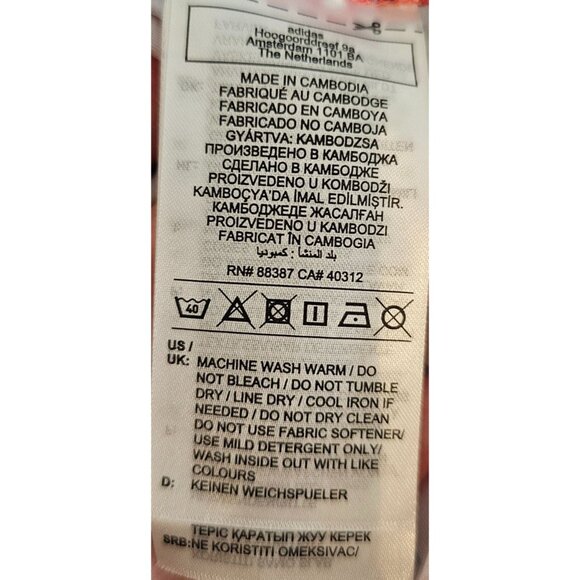 adidas
Hoogoorddreef 9a
Amsterdam 1101 BA
The Netherlands
MADE IN CAMBODIA
FABRIQUÉ AU CAMBODGE
FABRICADO EN CAMBOYA
FABRICADO NO CAMBOJA
GYÁRTVA: KAMBODZSA
ПРОИЗВЕДЕНО В КАМБОДЖА
СДЕЛАНО В КАМБОДЖЕ
PROIZVEDENO U KOMBODŽI
KAMBOÇYA'DA İMAL EDİLMİŞTİR.
КАМБОДЖЕДЕ ЖАСАЛҒАН
PROIZVEDENO U KAMBODZI
FABRICAT ÎN CAMBOGIA
بلد المنشأ: كمبوديا
RN# 88387 CA# 40312
40
US /
UK: MACHINE WASH WARM / DO
NOT BLEACH / DO NOT TUMBLE
DRY / LINE DRY / COOL IRON IF
NEEDED / DO NOT DRY CLEAN
DO NOT USE FABRIC SOFTENER/
USE MILD DETERGENT ONLY/
WASH INSIDE OUT WITH LIKE
COLOURS
D: KEINEN WEICHSPUELER
ТЕРІС ҚАРАТЫП ЖУУ КЕРЕК
SRB: NE KORISTITI OMEKSIVAC/